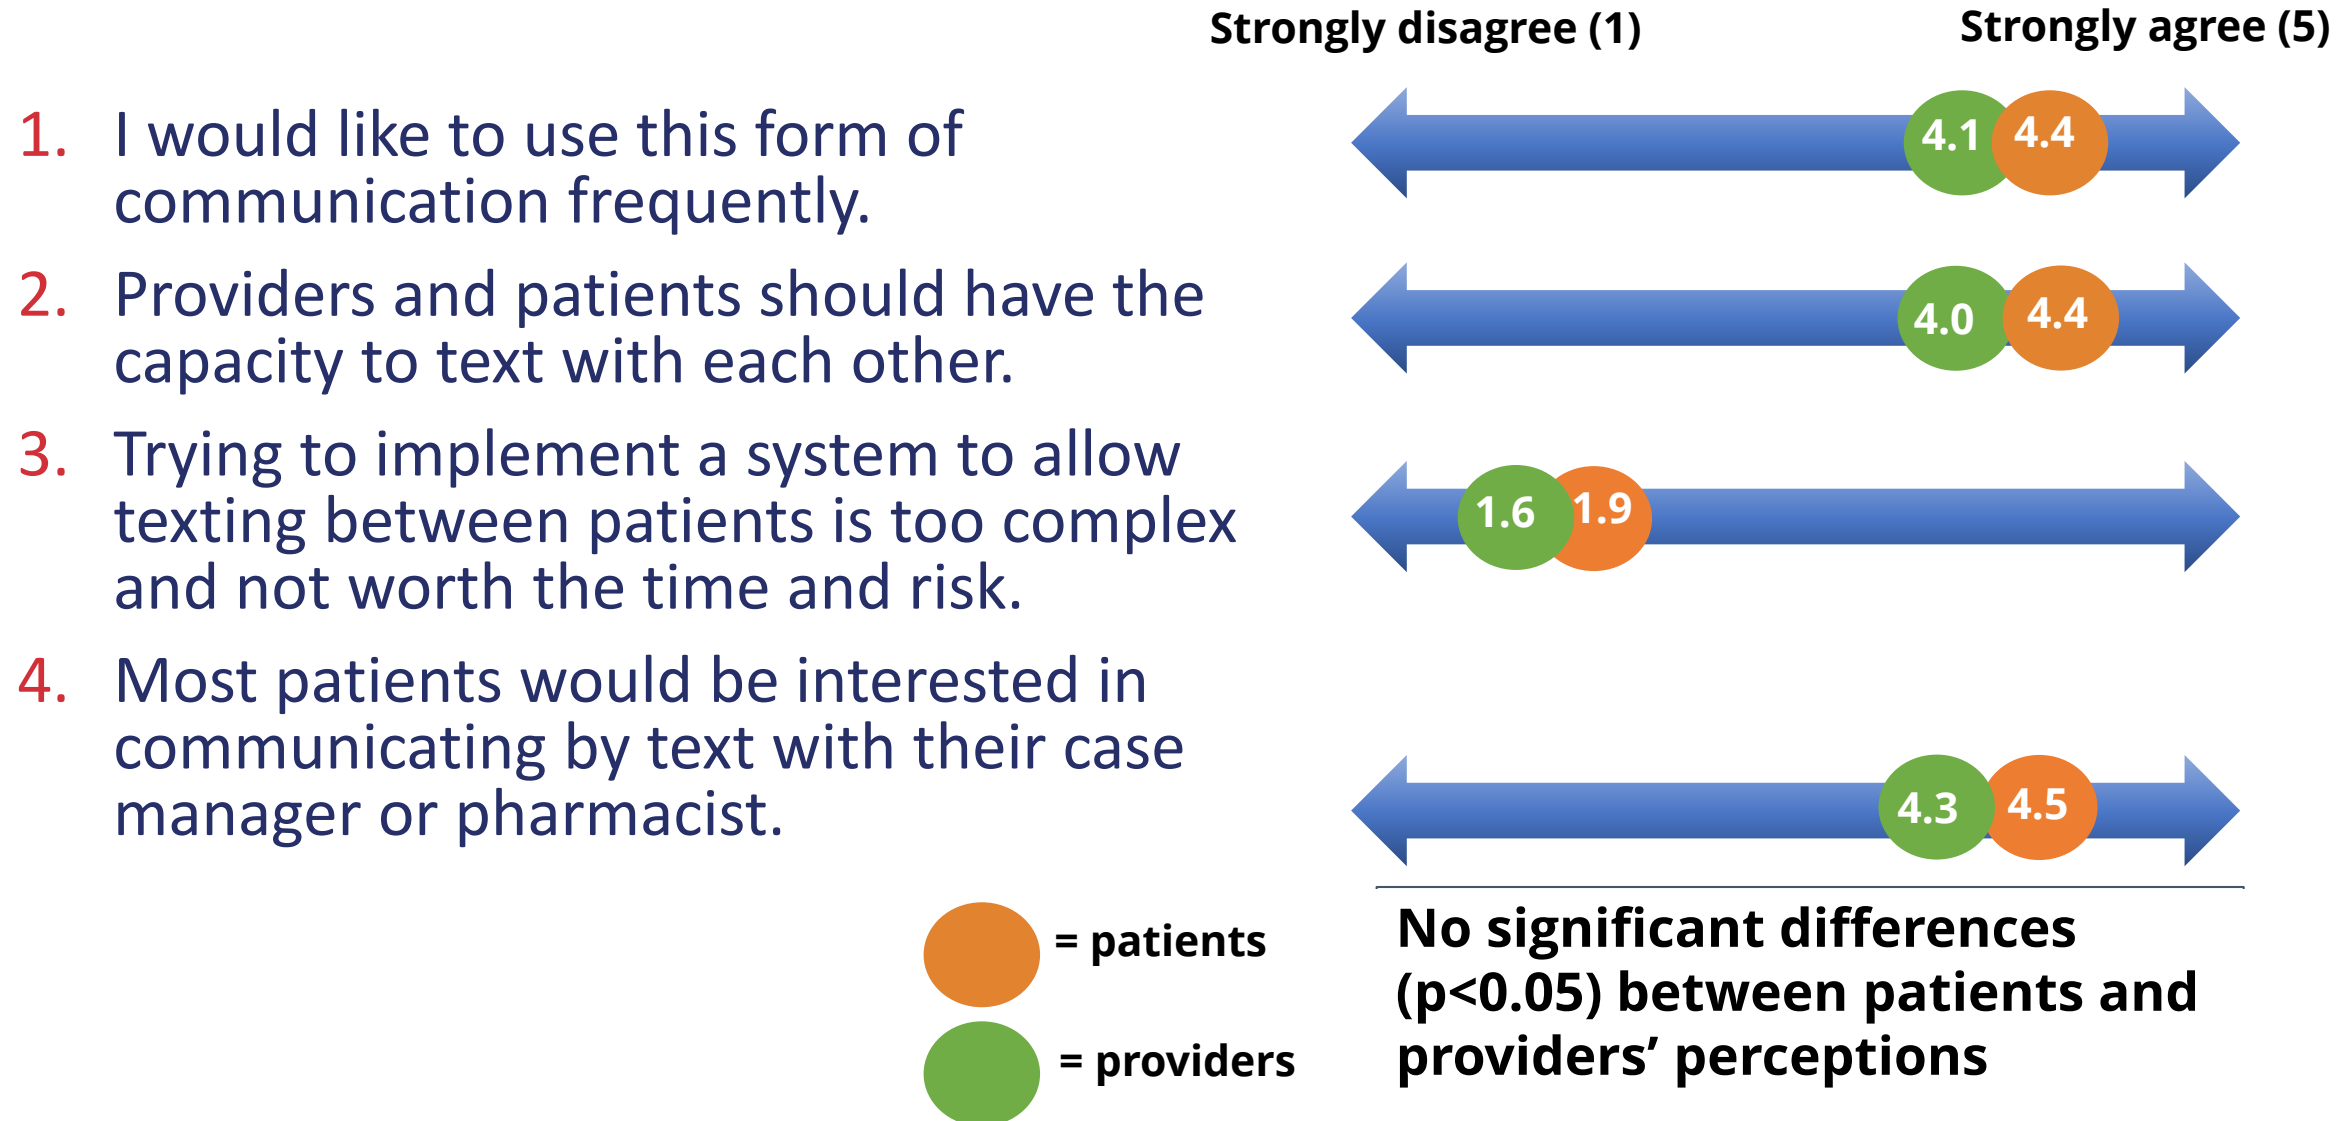 Strongly disagree (1) Strongly agree (5)
1. I would like to use this form of
communication frequently.
4.1 4.4
2. Providers and patients should have the
capacity to text with each other.
4.0 4.4
3. Trying to implement a system to allow
texting between patients is too complex
and not worth the time and risk.
1.6 1.9
4. Most patients would be interested in
communicating by text with their case
manager or pharmacist.
4.3 4.5
= patients
= providers
No significant differences
(p<0.05) between patients and
providers’ perceptions